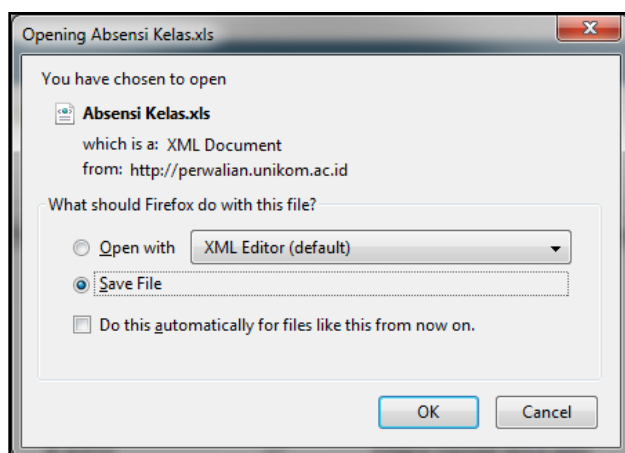 Opening Absensi Kelas.xls
You have chosen to open
Absensi Kelas.xls
which is a: XML Document
from: http://perwalian.unikom.ac.id
What should Firefox do with this file?
Open with XML Editor (default)
Save File
Do this automatically for files like this from now on.
OK Cancel